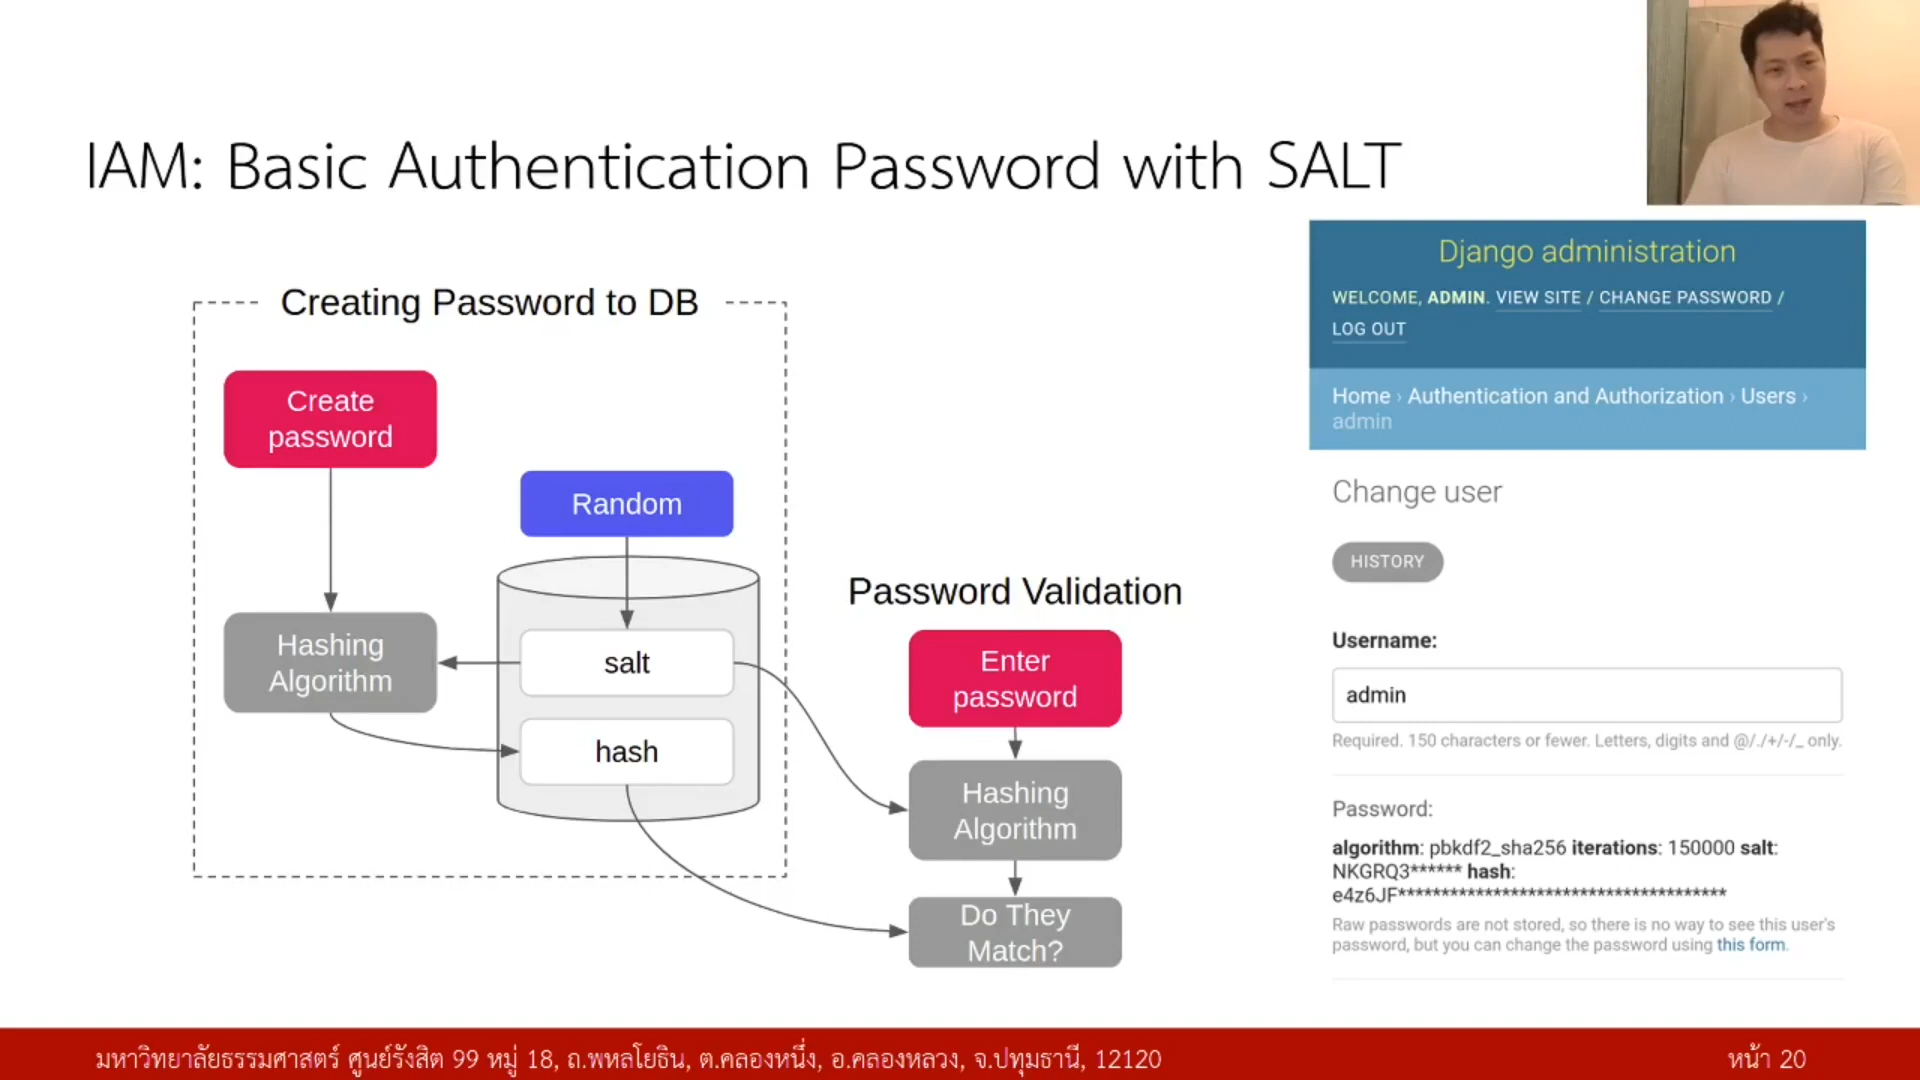 IAM: Basic Authentication Password with SALT
Creating Password to DB
Create
password
Random
Hashing
Algorithm
salt
hash
Password Validation
Enter
password
Hashing
Algorithm
Do They
Match?
Django administration
WELCOME, ADMIN. VIEW SITE / CHANGE PASSWORD /
LOG OUT
Home › Authentication and Authorization › Users ›
admin
Change user
HISTORY
Username:
admin
Required. 150 characters or fewer. Letters, digits and @/./+/-/_ only.
Password:
algorithm: pbkdf2_sha256 iterations: 150000 salt:
NKGRQ3****** hash:
e4z6JF**************************************
Raw passwords are not stored, so there is no way to see this user's
password, but you can change the password using this form.
มหาวิทยาลัยธรรมศาสตร์ ศูนย์รังสิต 99 หมู่ 18, ถ.พหลโยธิน, ต.คลองหนึ่ง, อ.คลองหลวง, จ.ปทุมธานี, 12120
หน้า 20